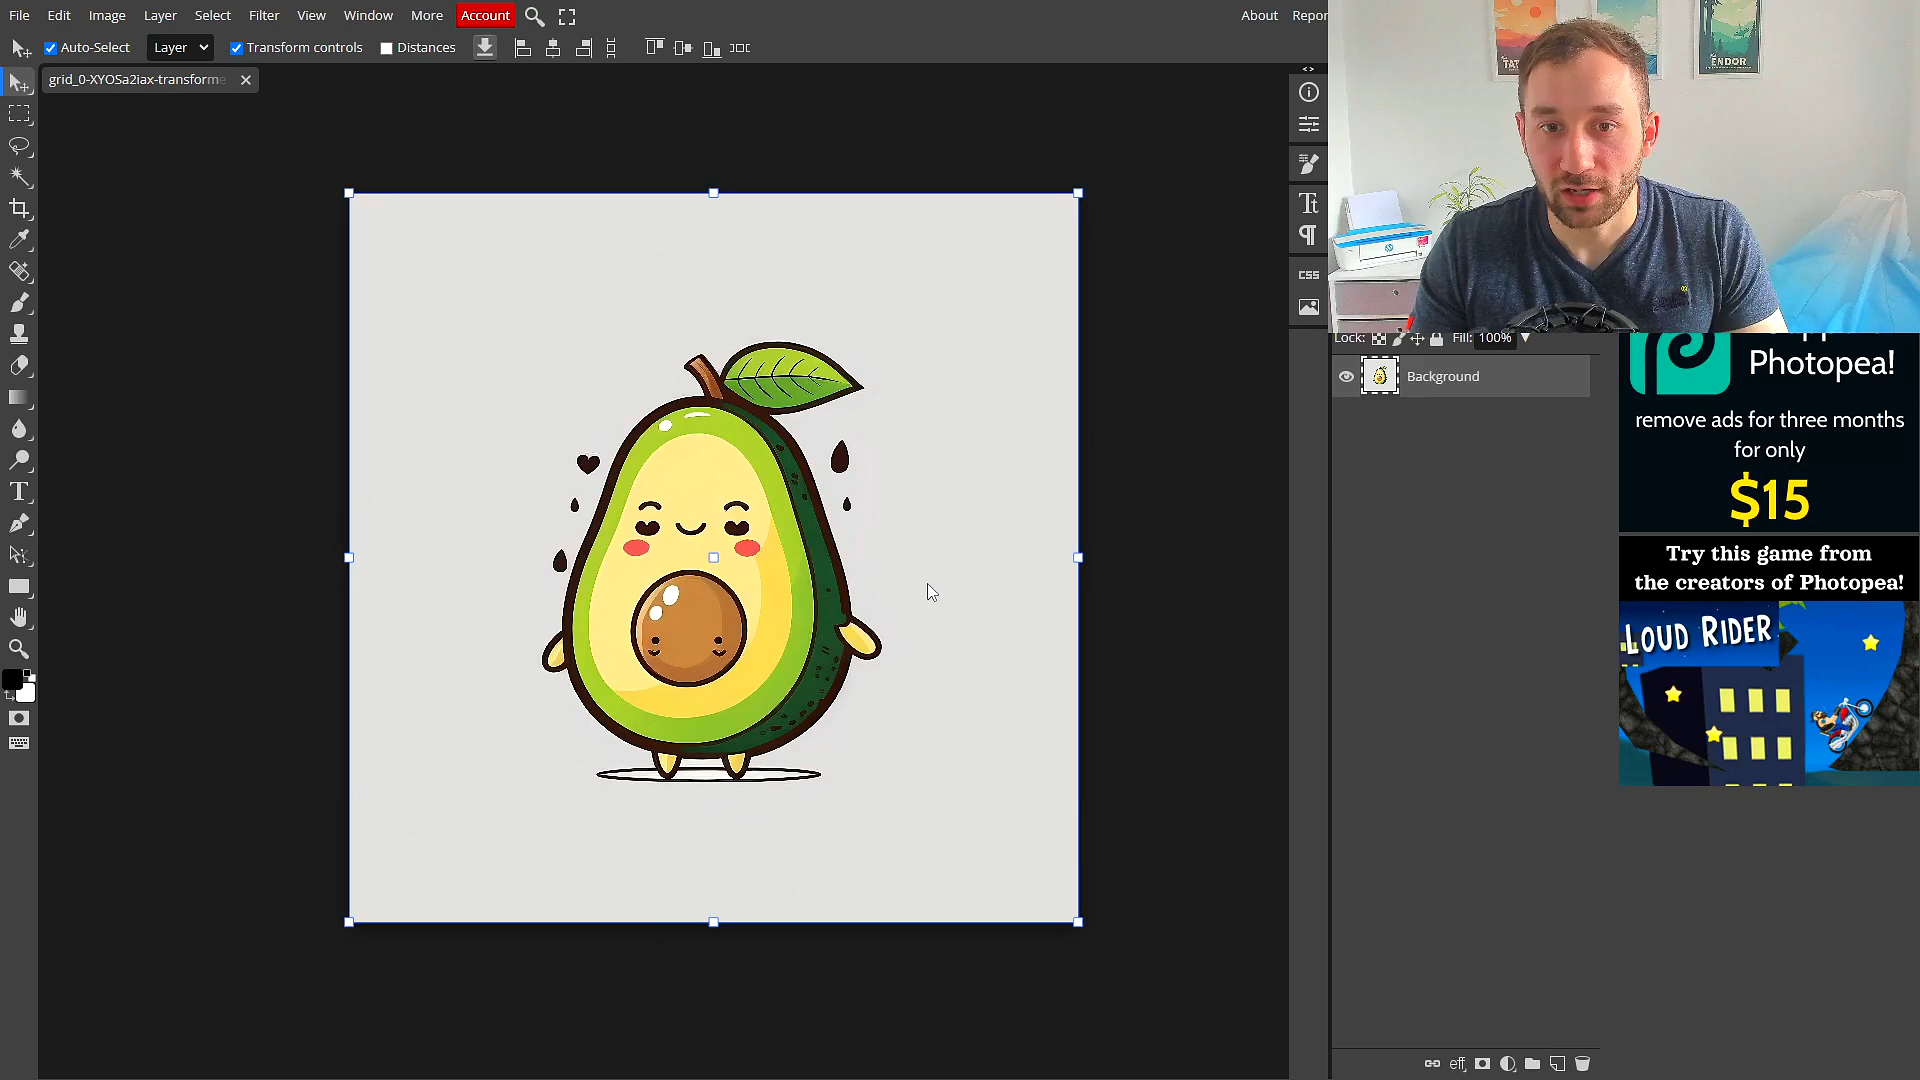 File Edit Image Layer Select Filter View Window More Account About Repor
Auto-Select Layer Transform controls Distances
grid_0-XYOSa2iax-transforme
ENDOR
Lock: Fill: 100%
Background
CSS
Photopea!
remove ads for three months
for only
$15
Try this game from
the creators of Photopea!
LOUD RIDER
eff